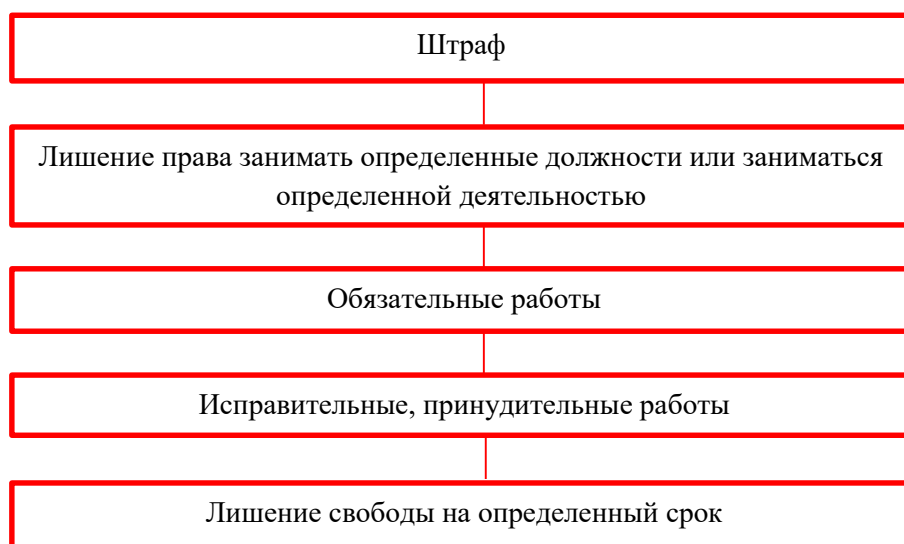 Штраф
Лишение права занимать определенные должности или заниматься
определенной деятельностью
Обязательные работы
Исправительные, принудительные работы
Лишение свободы на определенный срок